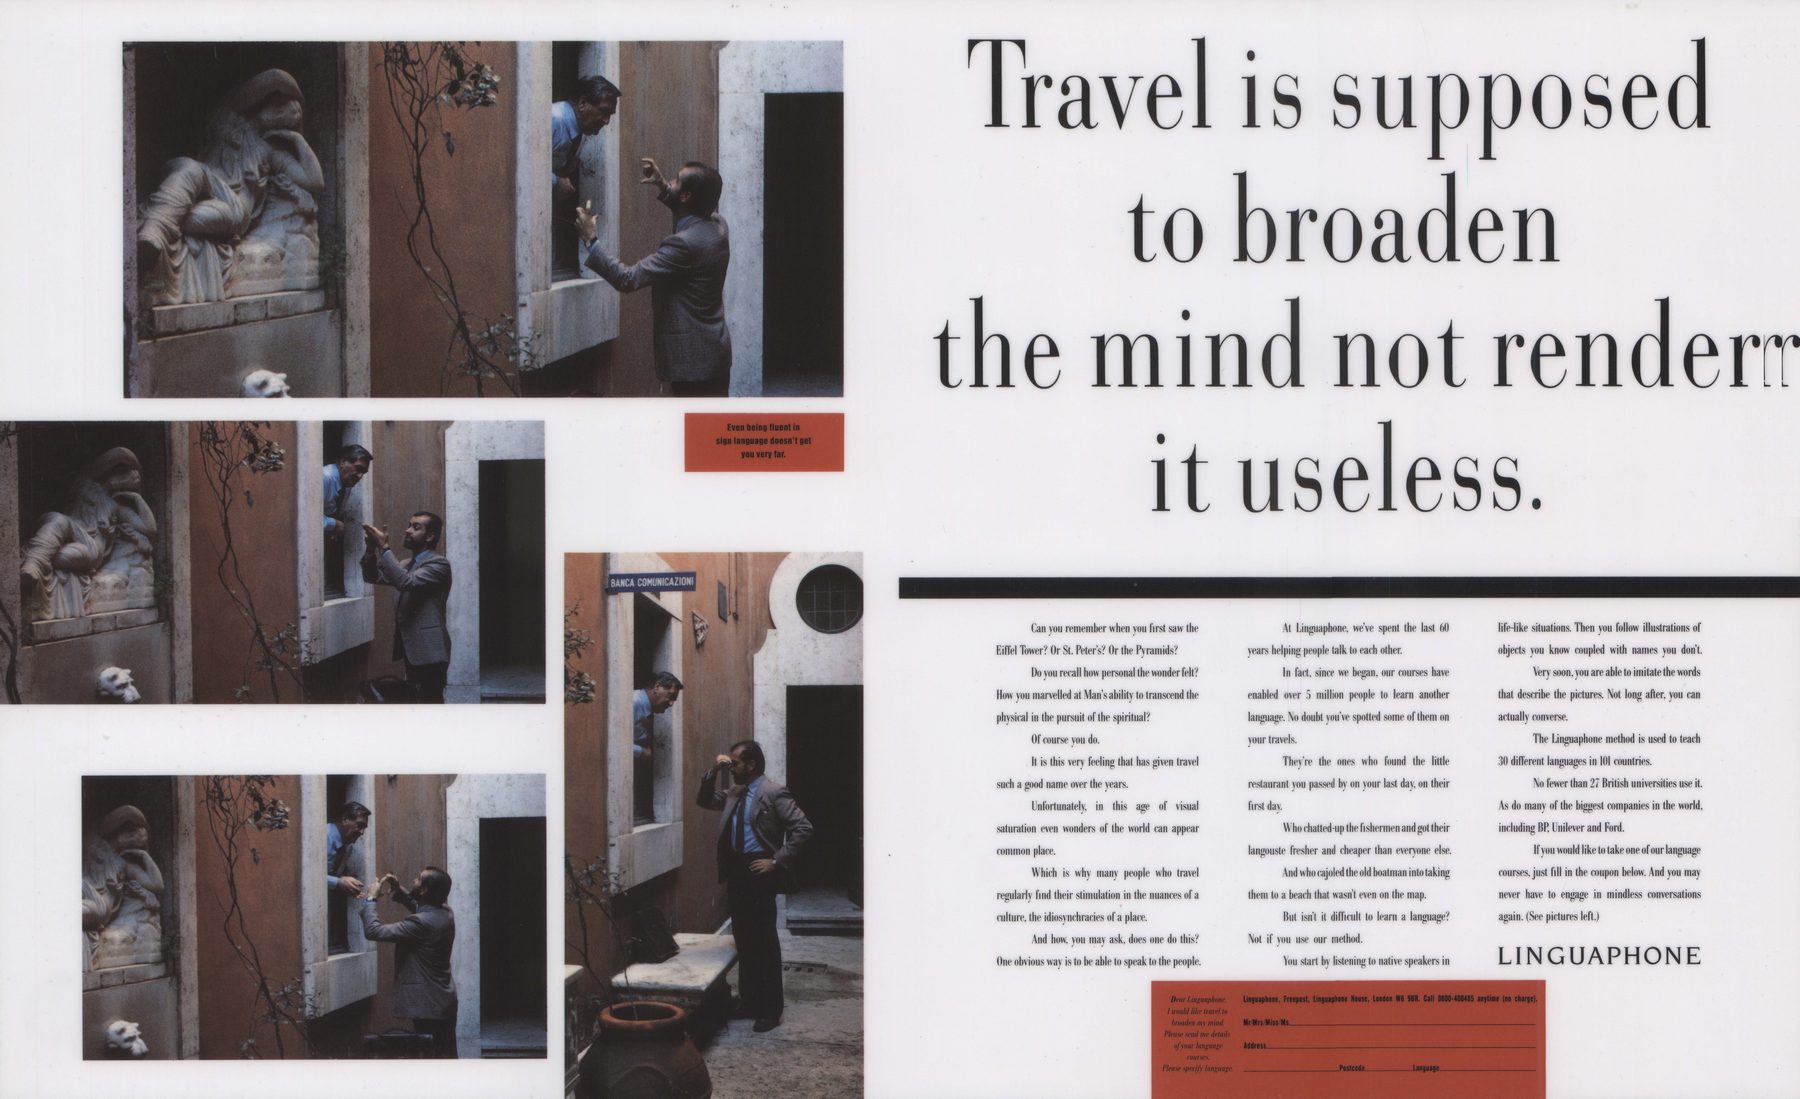 Travel is supposed
to broaden
the mind not renderrr
it useless.
Even being fluent in
sign language doesn't get
you very far.
BANCA COMUNICAZIONI
Can you remember when you first saw the
Eiffel Tower? Or St. Peter's? Or the Pyramids?
Do you recall how personal the wonder felt?
How you marvelled at Man's ability to transcend the
physical in the pursuit of the spiritual?
Of course you do.
It is this very feeling that has given travel
such a good name over the years.
Unfortunately, in this age of visual
saturation even wonders of the world can appear
common place.
Which is why many people who travel
regularly find their stimulation in the nuances of a
culture, the idiosynchracies of a place.
And how, you may ask, does one do this?
One obvious way is to be able to speak to the people.
At Linguaphone, we've spent the last 60
years helping people talk to each other.
In fact, since we began, our courses have
enabled over 5 million people to learn another
language. No doubt you've spotted some of them on
your travels.
They're the ones who found the little
restaurant you passed by on your last day, on their
first day.
Who chatted-up the fishermen and got their
langouste fresher and cheaper than everyone else.
And who cajoled the old boatman into taking
them to a beach that wasn't even on the map.
But isn't it difficult to learn a language?
Not if you use our method.
You start by listening to native speakers in
life-like situations. Then you follow illustrations of
objects you know coupled with names you don't.
Very soon, you are able to imitate the words
that describe the pictures. Not long after, you can
actually converse.
The Linguaphone method is used to teach
30 different languages in 101 countries.
No fewer than 27 British universities use it.
As do many of the biggest companies in the world,
including BP, Unilever and Ford.
If you would like to take one of our language
courses, just fill in the coupon below. And you may
never have to engage in mindless conversations
again. (See pictures left.)
LINGUAPHONE
Dear Linguaphone,
I would like travel to
broaden my mind.
Please send me details
of your language
courses.
Please specify language.
Linguaphone, Freepost, Linguaphone House, London W6 9BR. Call 0800-400485 anytime (no charge).
Mr/Mrs/Miss/Ms
Address
Postcode Language